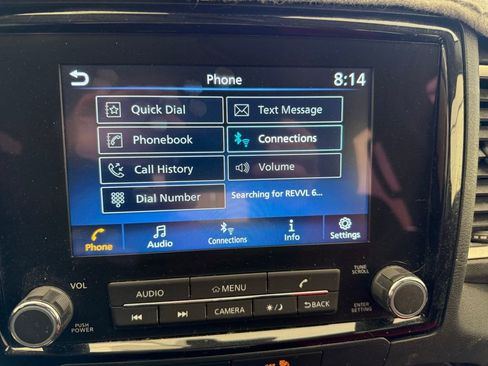 Phone 8:14
Quick Dial Text Message
Phonebook Connections
Call History Volume
Dial Number Searching for REVVL 6...
Phone Audio Connections Info Settings
VOL TUNE
SCROLL
AUDIO MENU
PUSH
POWER
CAMERA BACK ENTER
SETTING